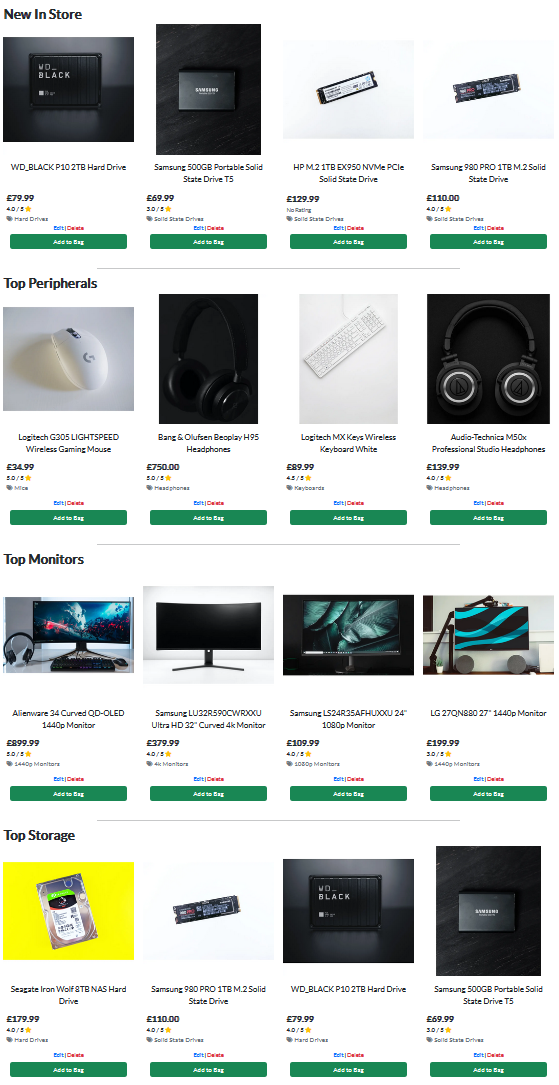 New In Store
WD_
BLACK
SAMSUNG
WD_BLACK P10 2TB Hard Drive
£79.99
4.0 / 5
Hard Drives
Edit | Delete
Add to Bag
Samsung 500GB Portable Solid
State Drive T5
£69.99
3.0 / 5
Solid State Drives
Edit | Delete
Add to Bag
HP M.2 1TB EX950 NVMe PCIe
Solid State Drive
£129.99
No Rating
Solid State Drives
Edit | Delete
Add to Bag
Samsung 980 PRO 1TB M.2 Solid
State Drive
£110.00
4.0 / 5
Solid State Drives
Edit | Delete
Add to Bag
Top Peripherals
Logitech G305 LIGHTSPEED
Wireless Gaming Mouse
£34.99
5.0 / 5
Mice
Edit | Delete
Add to Bag
Bang & Olufsen Beoplay H95
Headphones
£750.00
5.0 / 5
Headphones
Edit | Delete
Add to Bag
Logitech MX Keys Wireless
Keyboard White
£89.99
4.5 / 5
Keyboards
Edit | Delete
Add to Bag
Audio-Technica M50x
Professional Studio Headphones
£139.99
4.0 / 5
Headphones
Edit | Delete
Add to Bag
Top Monitors
Alienware 34 Curved QD-OLED
1440p Monitor
£899.99
5.0 / 5
1440p Monitors
Edit | Delete
Add to Bag
Samsung LU32R590CWRXXU
Ultra HD 32" Curved 4k Monitor
£379.99
4.0 / 5
4k Monitors
Edit | Delete
Add to Bag
Samsung LS24R35AFHUXXU 24"
1080p Monitor
£109.99
4.0 / 5
1080p Monitors
Edit | Delete
Add to Bag
LG 27QN880 27" 1440p Monitor
£199.99
3.0 / 5
1440p Monitors
Edit | Delete
Add to Bag
Top Storage
WD_
BLACK
SAMSUNG
Seagate Iron Wolf 8TB NAS Hard
Drive
£179.99
4.0 / 5
Hard Drives
Edit | Delete
Add to Bag
Samsung 980 PRO 1TB M.2 Solid
State Drive
£110.00
4.0 / 5
Solid State Drives
Edit | Delete
Add to Bag
WD_BLACK P10 2TB Hard Drive
£79.99
4.0 / 5
Hard Drives
Edit | Delete
Add to Bag
Samsung 500GB Portable Solid
State Drive T5
£69.99
3.0 / 5
Solid State Drives
Edit | Delete
Add to Bag